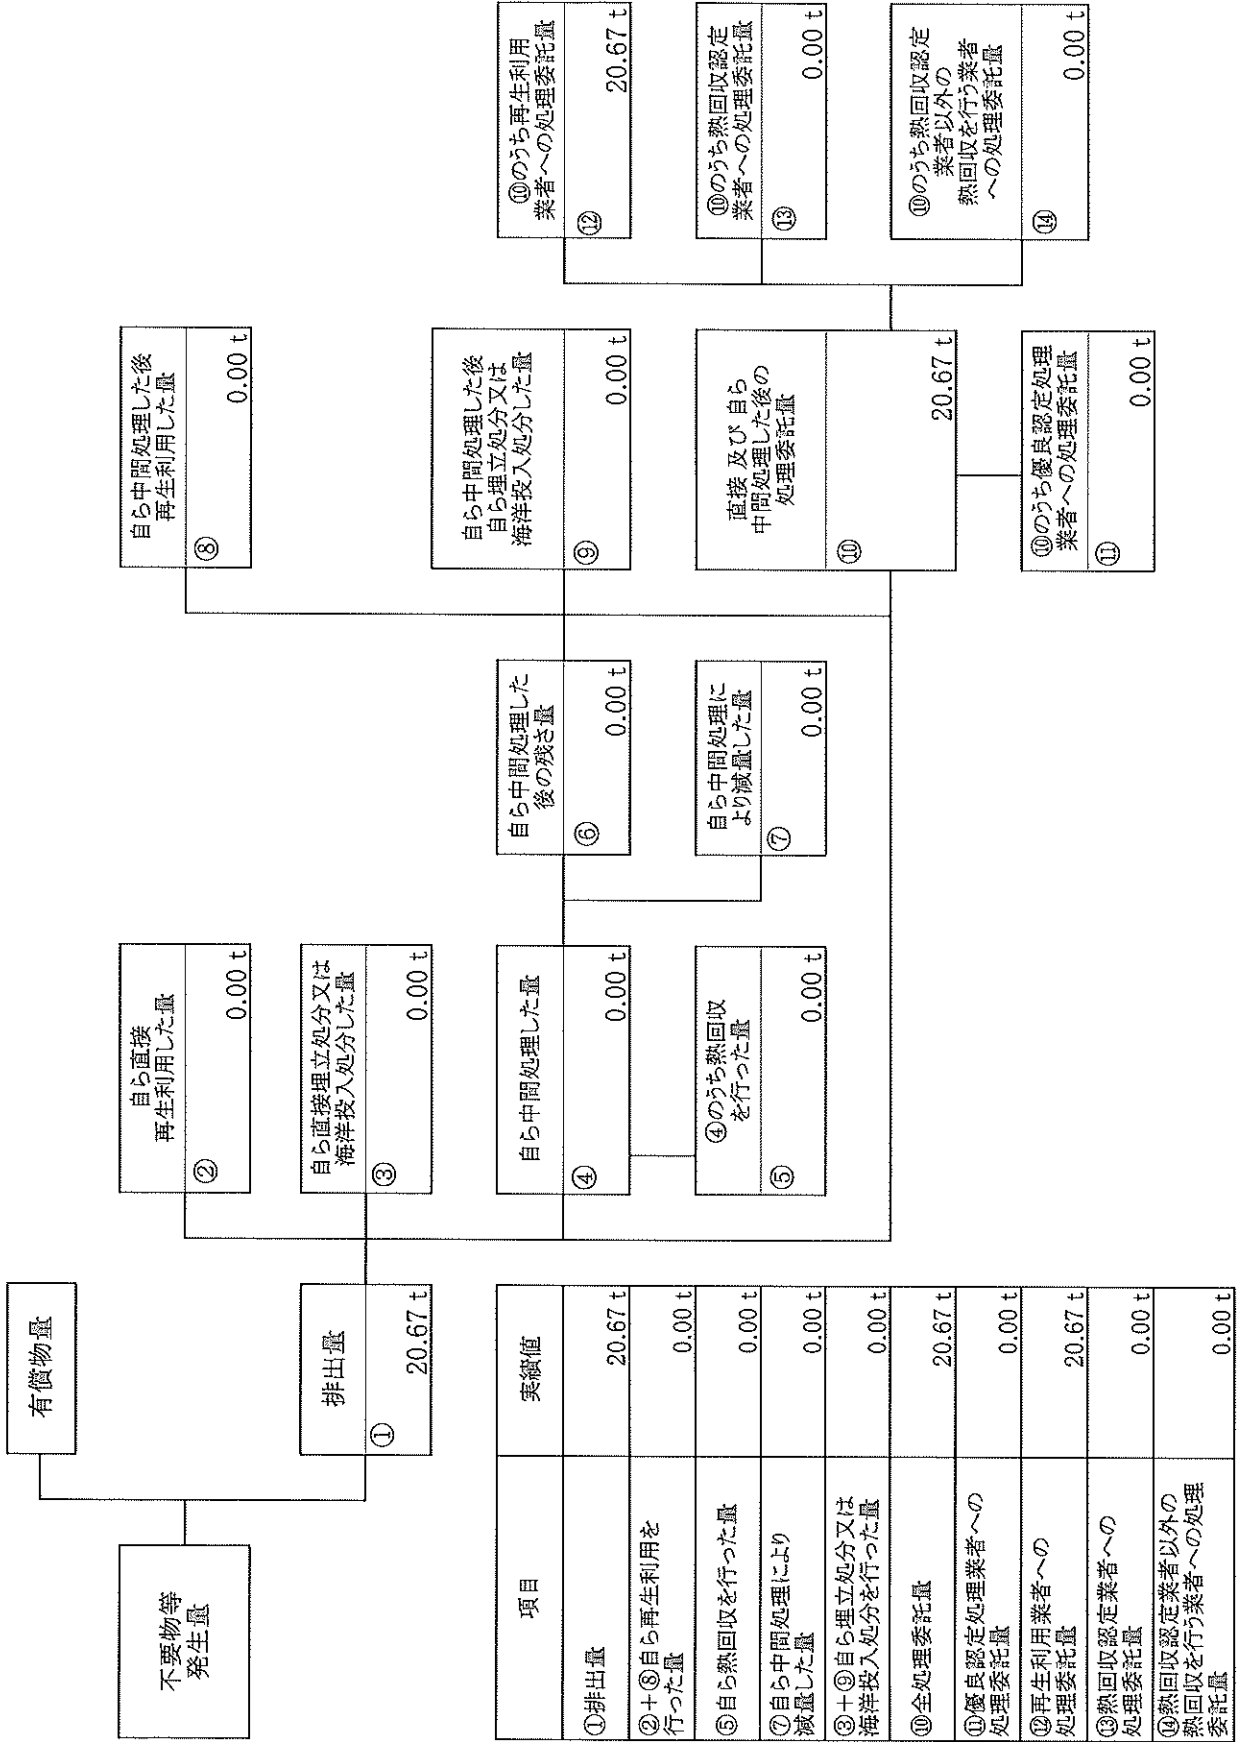 有償物量
不要物等
発生量
排出量
① 20.67 t
自ら直接
再生利用した量
② 0.00 t
自ら直接埋立処分又は
海洋投入処分した量
③ 0.00 t
自ら中間処理した量
④ 0.00 t
④のうち熱回収
を行った量
⑤ 0.00 t
自ら中間処理した
後の残さ量
⑥ 0.00 t
自ら中間処理に
より減量した量
⑦ 0.00 t
自ら中間処理した後
再生利用した量
⑧ 0.00 t
自ら中間処理した後
自ら埋立処分又は
海洋投入処分した量
⑨ 0.00 t
直接 及び 自ら
中間処理した後の
処理委託量
⑩ 20.67 t
⑩のうち優良認定処理
業者への処理委託量
⑪ 0.00 t
⑩のうち再生利用
業者への処理委託量
⑫ 20.67 t
⑩のうち熱回収認定
業者への処理委託量
⑬ 0.00 t
⑩のうち熱回収認定
業者以外の
熱回収を行う業者
への処理委託量
⑭ 0.00 t
項目 実績値
①排出量 20.67 t
②+⑧自ら再生利用を
行った量 0.00 t
⑤自ら熱回収を行った量 0.00 t
⑦自ら中間処理により
減量した量 0.00 t
③+⑨自ら埋立処分又は
海洋投入処分を行った量 0.00 t
⑩全処理委託量 20.67 t
⑪優良認定処理業者への
処理委託量 0.00 t
⑫再生利用業者への
処理委託量 20.67 t
⑬熱回収認定業者への
処理委託量 0.00 t
⑭熱回収認定業者以外の
熱回収を行う業者への処理
委託量 0.00 t